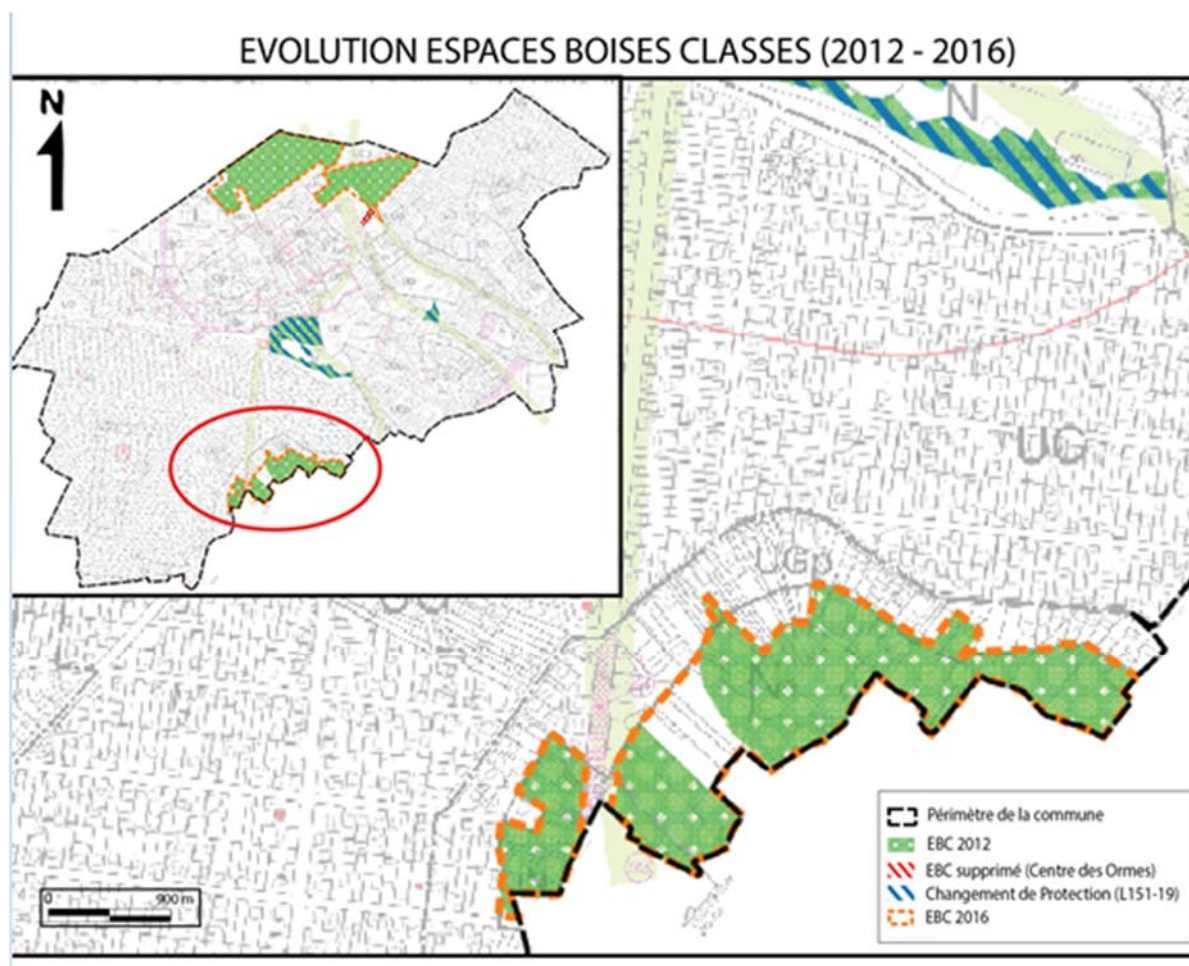 EVOLUTION ESPACES BOISES CLASSES (2012 - 2016)
N
N
UG
UGp
N
0 900 m
Périmètre de la commune
EBC 2012
EBC supprimé (Centre des Ormes)
Changement de Protection (L151-19)
EBC 2016